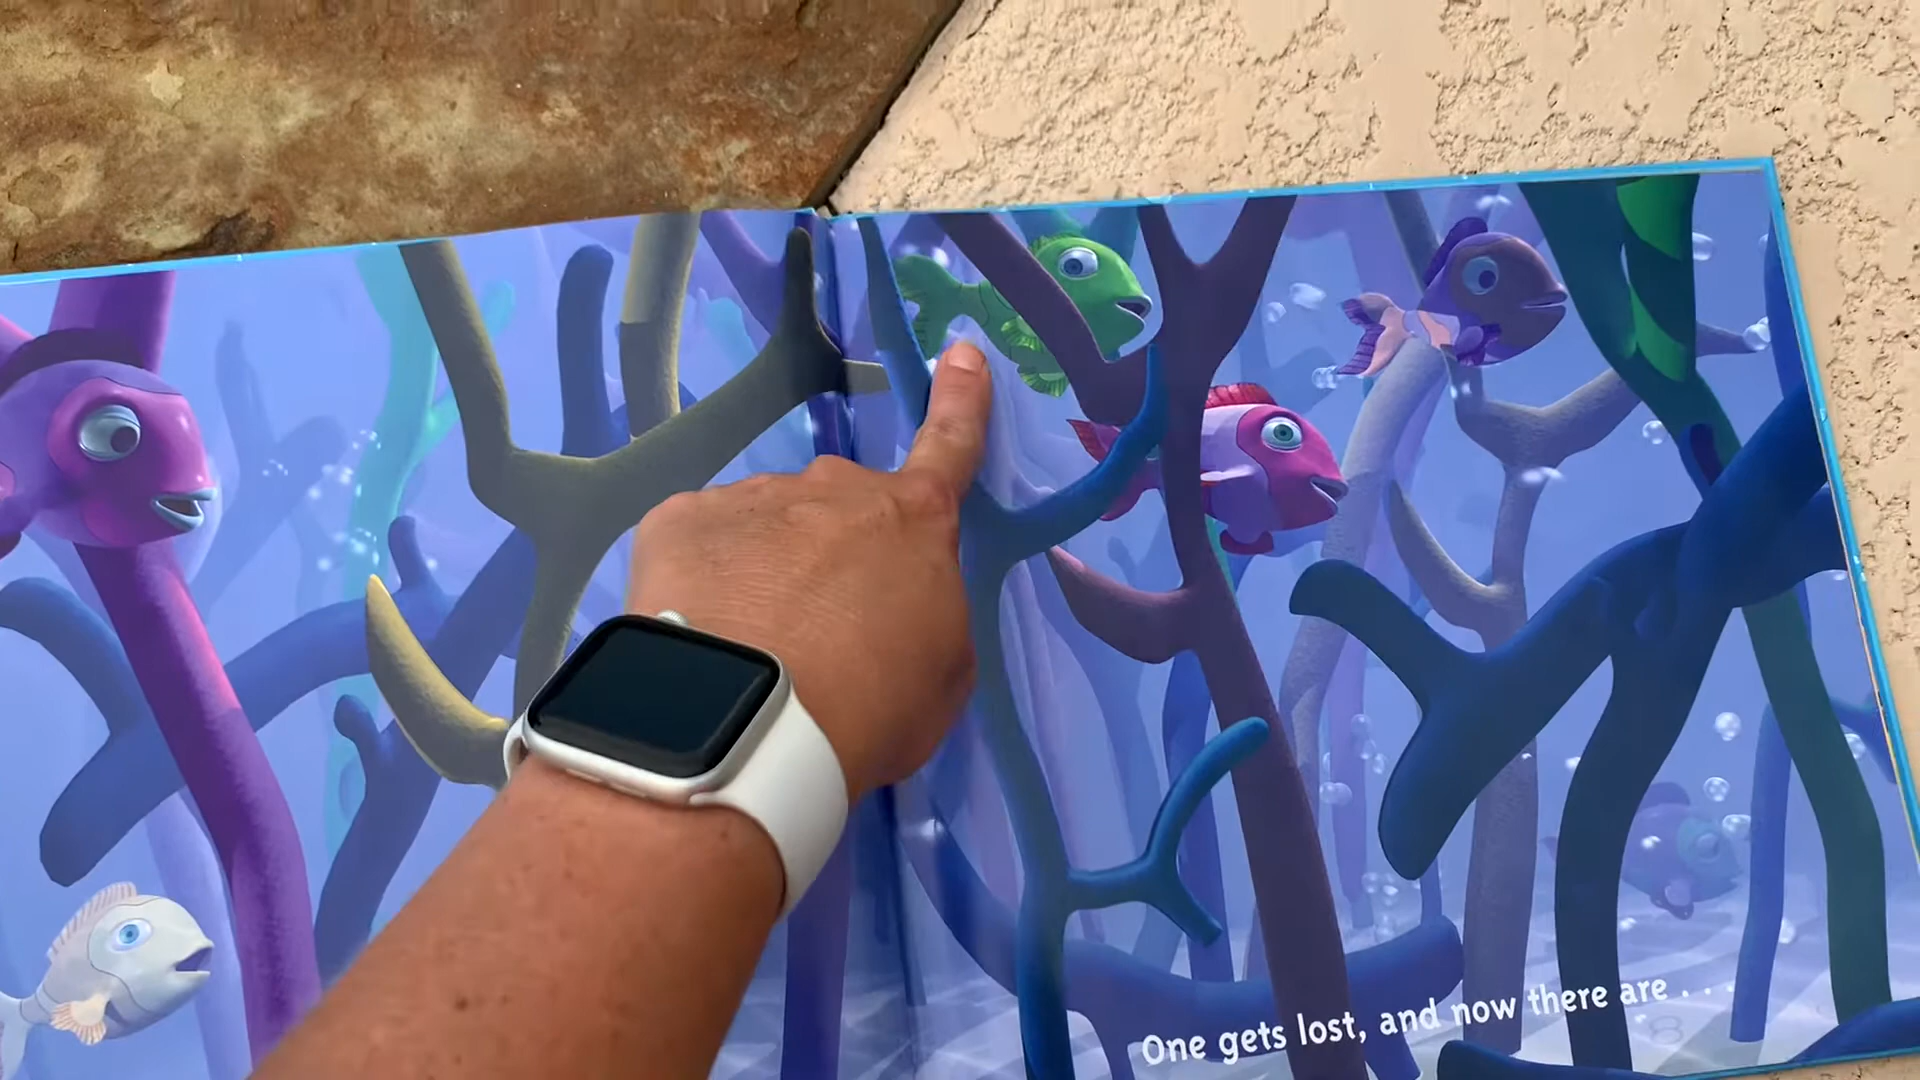 One gets lost, and now there are . . .